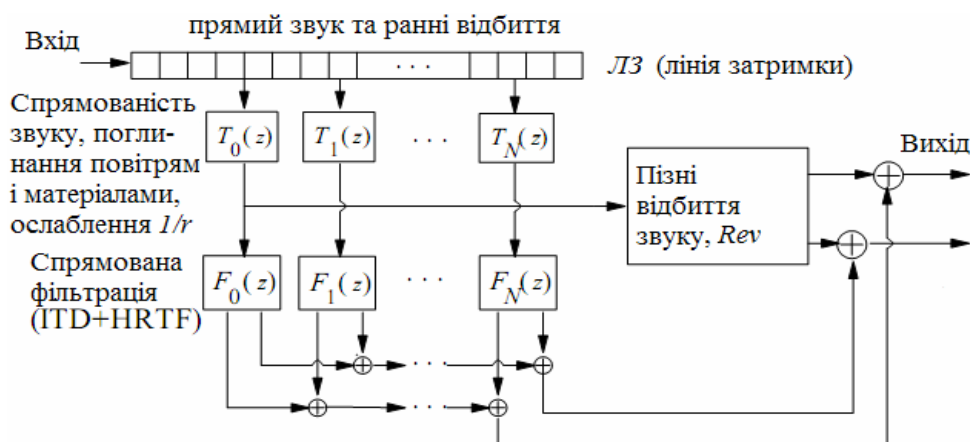 прямий звук та ранні відбиття
Вхід
. . .
ЛЗ (лінія затримки)
Спрямованість
звуку, погли-
нання повітрям
і матеріалами,
ослаблення 1/r
T0(z)
T1(z)
. . .
TN(z)
Пізні
відбиття
звуку, Rev
Вихід
Спрямована
фільтрація
(ITD+HRTF)
F0(z)
F1(z)
. . .
FN(z)
. . .
. . .